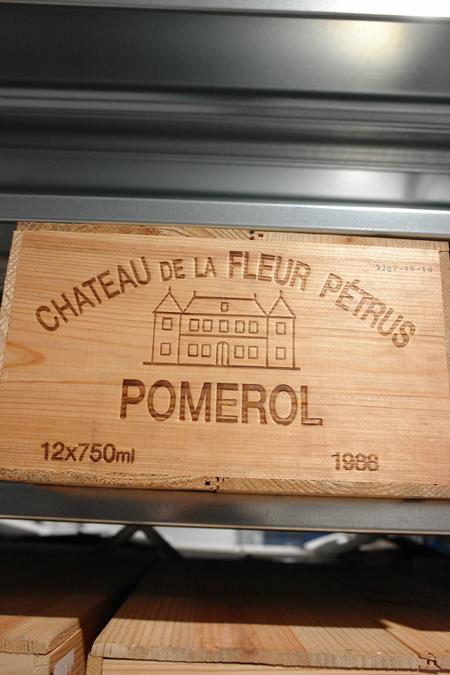 CHATEAU DE LA FLEUR PÉTRUS
POMEROL
12x750ml
1988